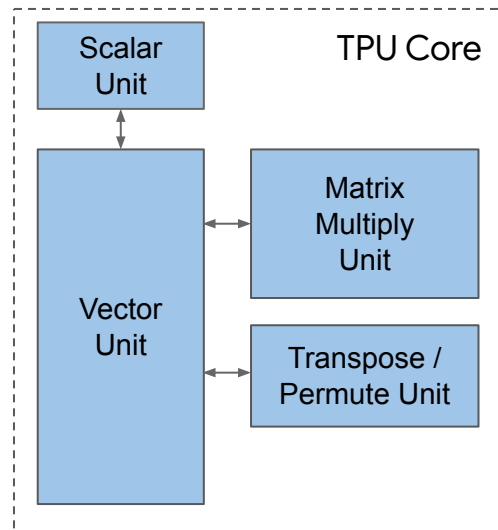 Scalar
Unit
TPU Core
Matrix
Multiply
Unit
Vector
Unit
Transpose /
Permute Unit